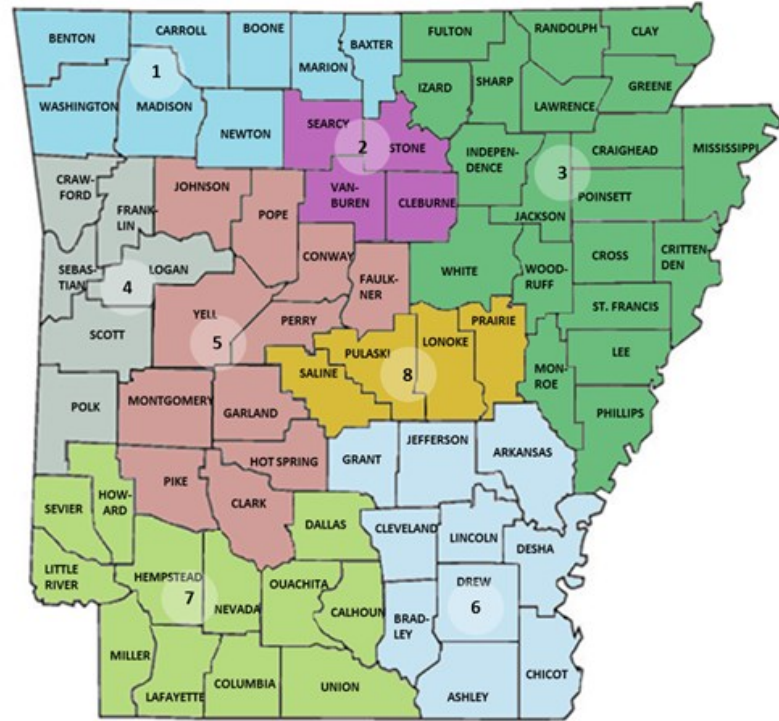 BENTON
CARROLL
BOONE
MARION
BAXTER
FULTON
RANDOLPH
CLAY
1
IZARD
SHARP
GREENE
WASHINGTON
MADISON
LAWRENCE
NEWTON
SEARCY
2
STONE
INDEPEN-
DENCE
3
CRAIGHEAD
MISSISSIPPI
CRAW-
FORD
JOHNSON
POPE
VAN-
BUREN
CLEBURNE
POINSETT
FRANK-
LIN
JACKSON
SEBAS-
TIAN
4
LOGAN
CONWAY
FAULK-
NER
WHITE
WOOD-
RUFF
CROSS
CRITTEN-
DEN
SCOTT
YELL
5
PERRY
PULASKI
LONOKE
PRAIRIE
ST. FRANCIS
SALINE
8
MON-
ROE
LEE
POLK
MONTGOMERY
GARLAND
PHILLIPS
HOT SPRING
GRANT
JEFFERSON
ARKANSAS
SEVIER
HOW-
ARD
PIKE
CLARK
DALLAS
CLEVELAND
LINCOLN
DESHA
LITTLE
RIVER
HEMPSTEAD
7
NEVADA
OUACHITA
CALHOUN
BRAD-
LEY
DREW
6
MILLER
LAFAYETTE
COLUMBIA
UNION
ASHLEY
CHICOT